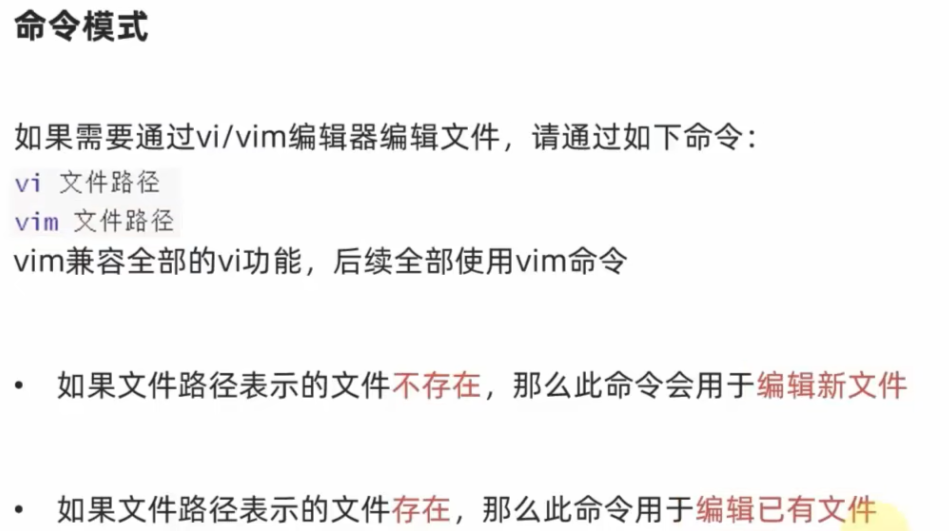 命令模式
如果需要通过vi/vim编辑器编辑文件，请通过如下命令：
vi 文件路径
vim 文件路径
vim兼容全部的vi功能，后续全部使用vim命令
• 如果文件路径表示的文件不存在，那么此命令会用于编辑新文件
• 如果文件路径表示的文件存在，那么此命令用于编辑已有文件